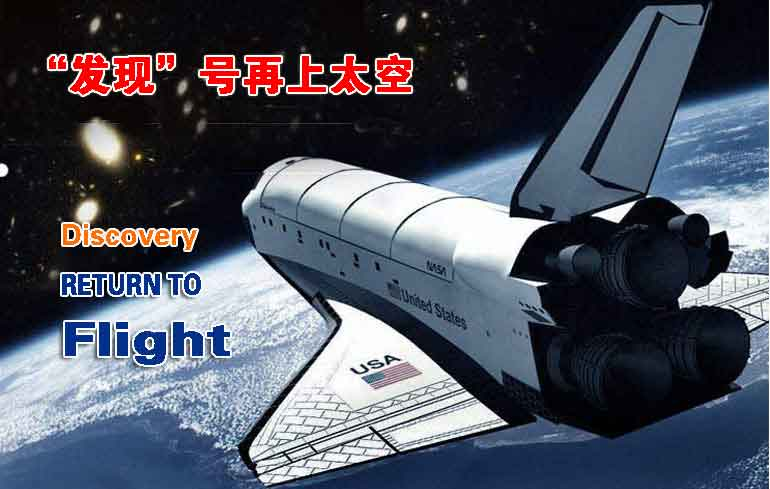 “发现”号再上太空
Discovery
RETURN TO
Flight
NASA
United States
USA